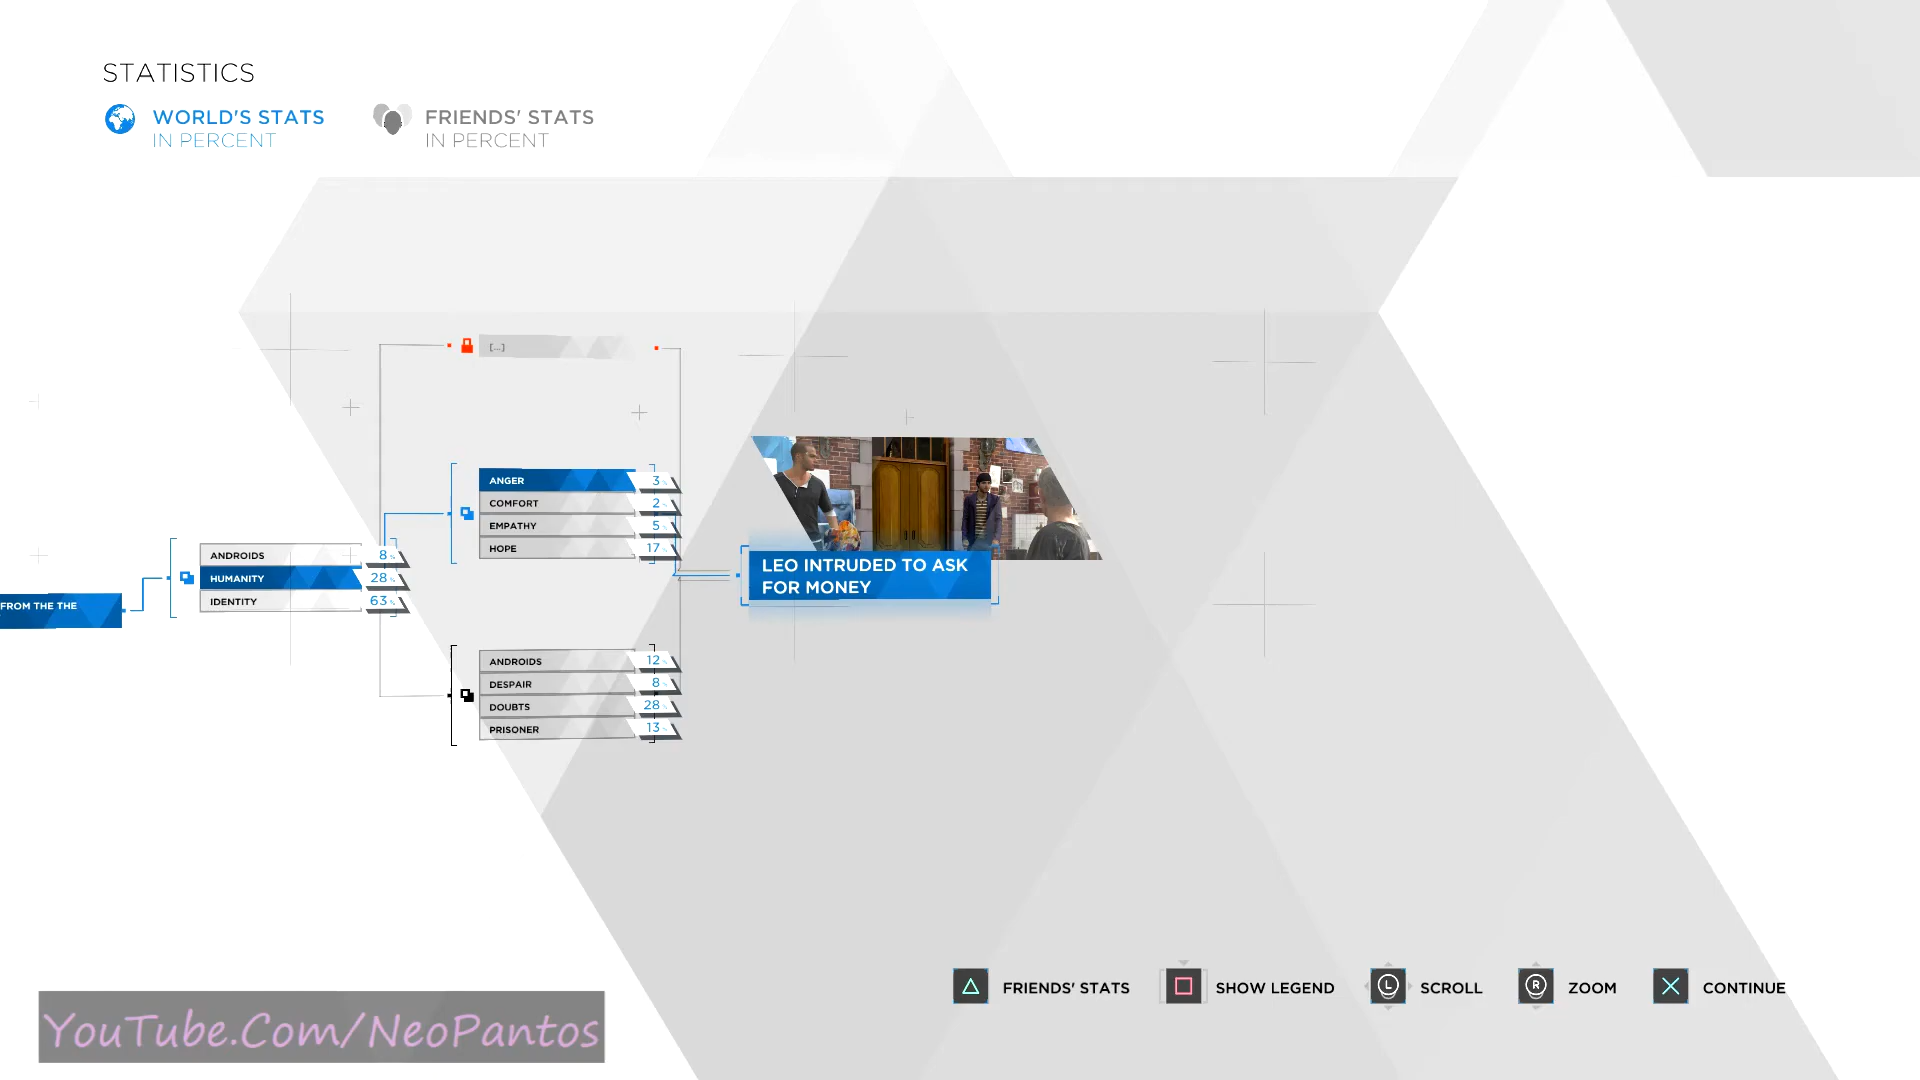 STATISTICS
WORLD'S STATS
IN PERCENT
FRIENDS' STATS
IN PERCENT
[...]
ANGER 3%
COMFORT 2%
EMPATHY 5%
HOPE 17%
ANDROIDS 8%
HUMANITY 28%
IDENTITY 63%
FROM THE THE
LEO INTRUDED TO ASK
FOR MONEY
ANDROIDS 12%
DESPAIR 8%
DOUBTS 28%
PRISONER 13%
FRIENDS' STATS
SHOW LEGEND
L SCROLL
R ZOOM
CONTINUE
YouTube.Com/NeoPantos